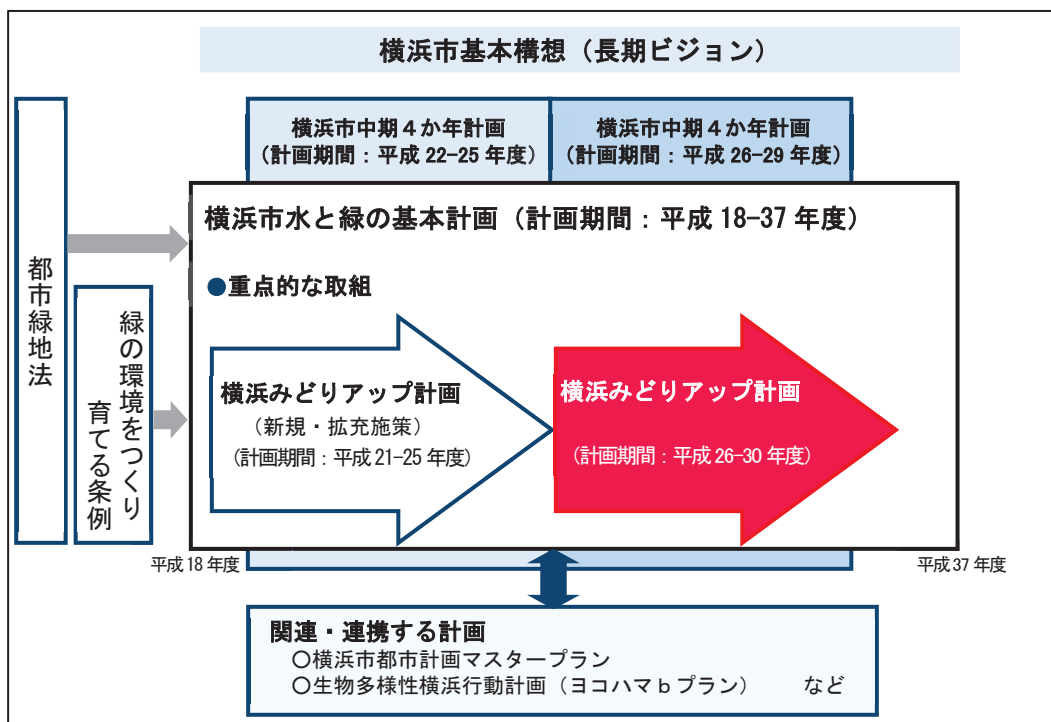 横浜市基本構想（長期ビジョン）
横浜市中期４か年計画
（計画期間：平成 22−25 年度）
横浜市中期４か年計画
（計画期間：平成 26−29 年度）
都市緑地法
緑の環境をつくり
育てる条例
横浜市水と緑の基本計画（計画期間：平成 18−37 年度）
●重点的な取組
横浜みどりアップ計画
（新規・拡充施策）
（計画期間：平成 21−25 年度）
横浜みどりアップ計画
（計画期間：平成 26−30 年度）
平成 18 年度
平成 37 年度
関連・連携する計画
○横浜市都市計画マスタープラン
○生物多様性横浜行動計画（ヨコハマｂプラン）　　など